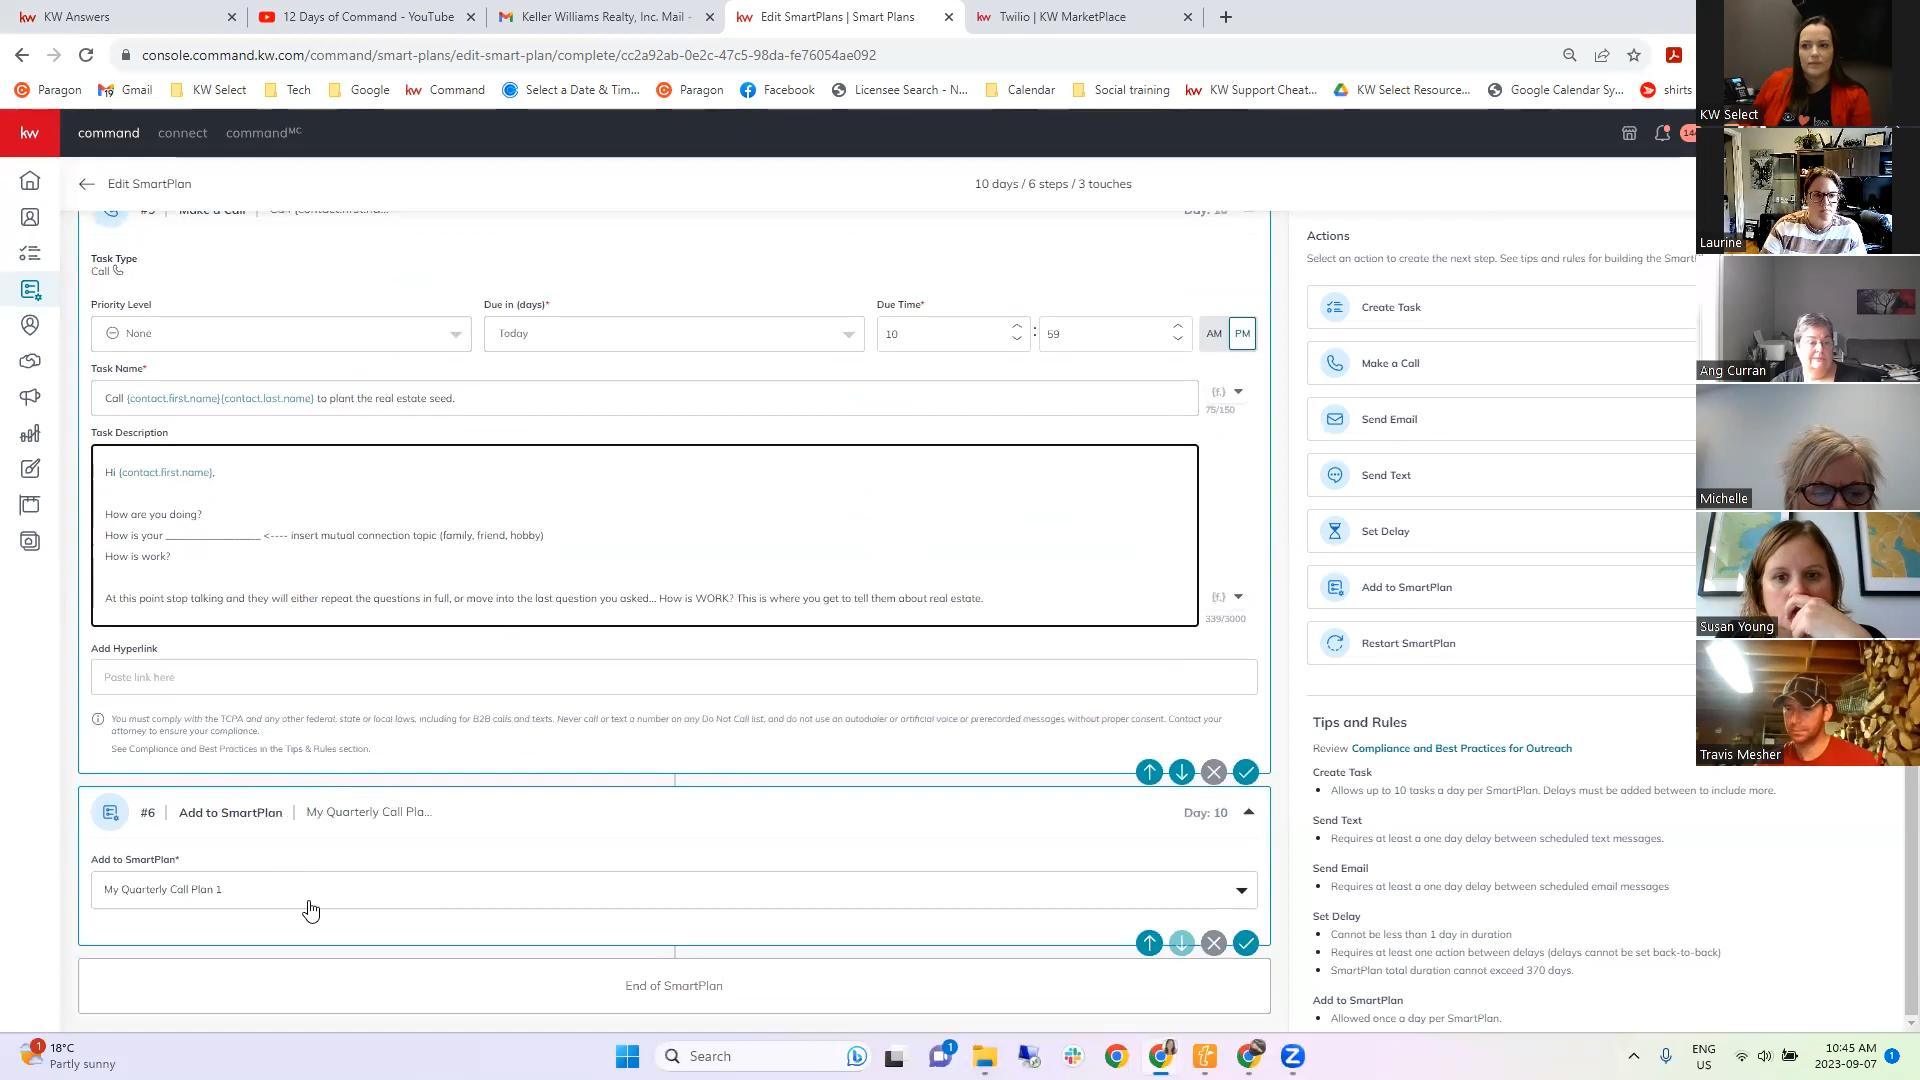 KW Answers
12 Days of Command - YouTube
Keller Williams Realty, Inc. Mail -
kw Edit SmartPlans | Smart Plans
kw Twilio | KW MarketPlace
console.command.kw.com/command/smart-plans/edit-smart-plan/complete/cc2a92ab-0e2c-47c5-98da-fe76054ae092
Paragon
Gmail
KW Select
Tech
Google
kw Command
Select a Date & Tim...
Paragon
Facebook
Licensee Search - N...
Calendar
Social training
kw KW Support Cheat...
KW Select Resource...
Google Calendar Sy...
shirts
kw command connect commandMC
Edit SmartPlan
10 days / 6 steps / 3 touches
Make a Call
Day: 10
Task Type
Call
Priority Level
Due in (days)*
Due Time*
None
Today
10 : 59 AM PM
Task Name*
Call {contact.first.name}{contact.last.name} to plant the real estate seed.
{f.}
75/150
Task Description
Hi {contact.first.name},
How are you doing?
How is your ____________________ <---- insert mutual connection topic (family, friend, hobby)
How is work?
At this point stop talking and they will either repeat the questions in full, or move into the last question you asked... How is WORK? This is where you get to tell them about real estate.
{f.}
339/3000
Add Hyperlink
Paste link here
You must comply with the TCPA and any other federal, state or local laws, including for B2B calls and texts. Never call or text a number on any Do Not Call list, and do not use an autodialer or artificial voice or prerecorded messages without proper consent. Contact your
attorney to ensure your compliance.
See Compliance and Best Practices in the Tips & Rules section.
#6 | Add to SmartPlan | My Quarterly Call Pla...
Day: 10
Add to SmartPlan*
My Quarterly Call Plan 1
End of SmartPlan
Actions
Select an action to create the next step. See tips and rules for building the Smart
Create Task
Make a Call
Send Email
Send Text
Set Delay
Add to SmartPlan
Restart SmartPlan
Tips and Rules
Review Compliance and Best Practices for Outreach
Create Task
• Allows up to 10 tasks a day per SmartPlan. Delays must be added between to include more.
Send Text
• Requires at least a one day delay between scheduled text messages.
Send Email
• Requires at least a one day delay between scheduled email messages
Set Delay
• Cannot be less than 1 day in duration
• Requires at least one action between delays (delays cannot be set back-to-back)
• SmartPlan total duration cannot exceed 370 days.
Add to SmartPlan
• Allowed once a day per SmartPlan.
KW Select
Laurine
Ang Curran
Michelle
Susan Young
Travis Mesher
1
18°C
Partly sunny
Search
1
ENG
US
10:45 AM
2023-09-07
1